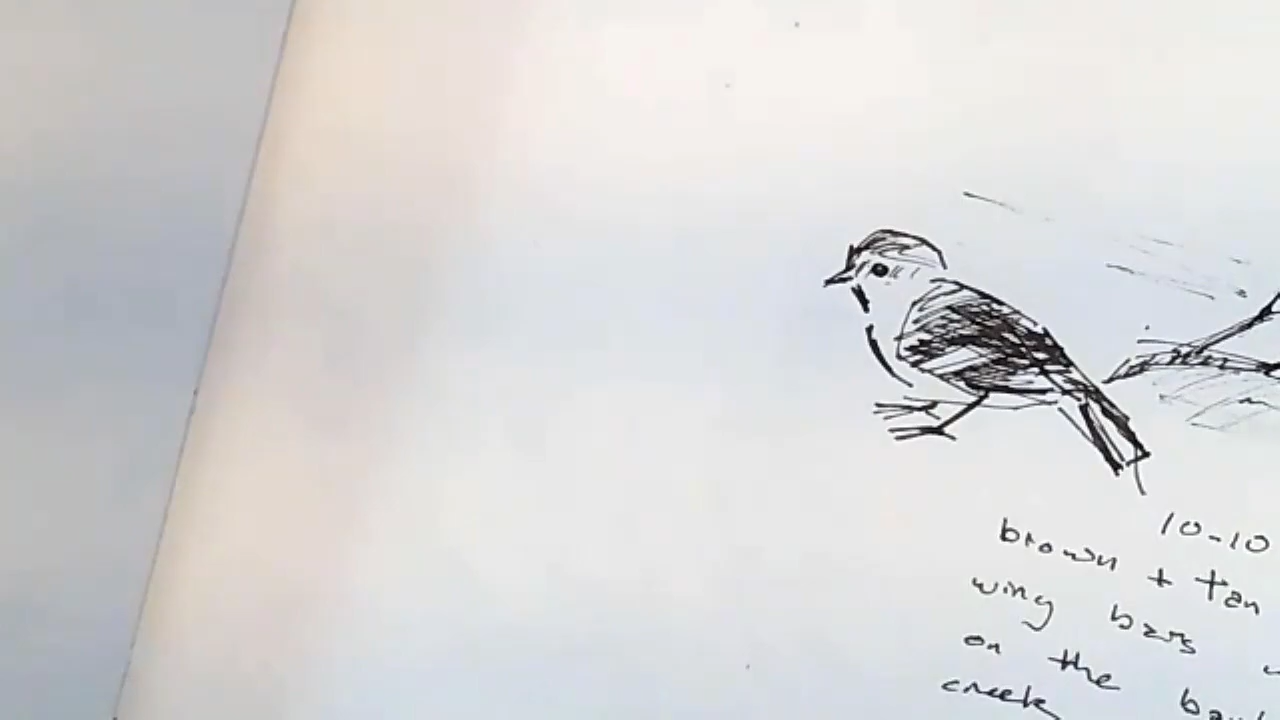 10-10
brown + tan
wing bars
on the
creek